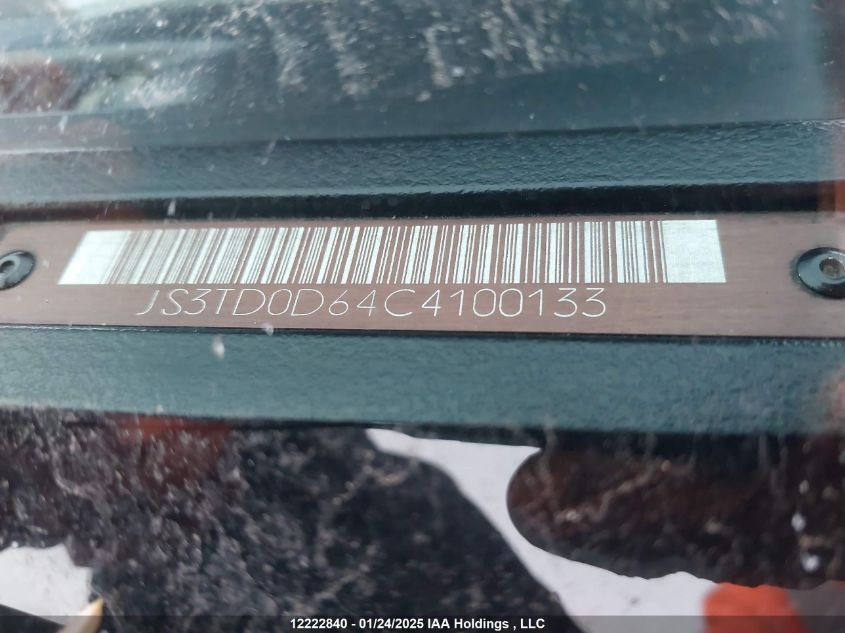 JS3TD0D64C4100133
12222840 - 01/24/2025 IAA Holdings , LLC